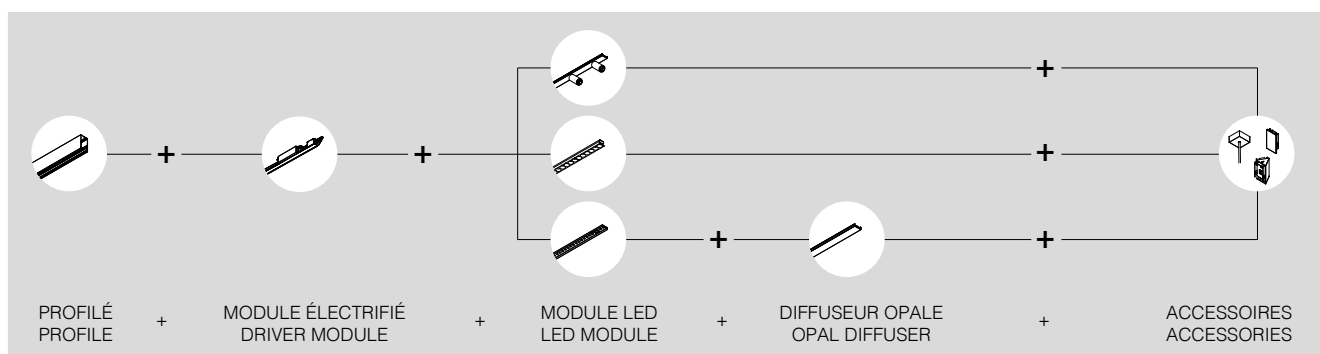 PROFILÉ
PROFILE
+
MODULE ÉLECTRIFIÉ
DRIVER MODULE
+
MODULE LED
LED MODULE
+
DIFFUSEUR OPALE
OPAL DIFFUSER
+
ACCESSOIRES
ACCESSORIES